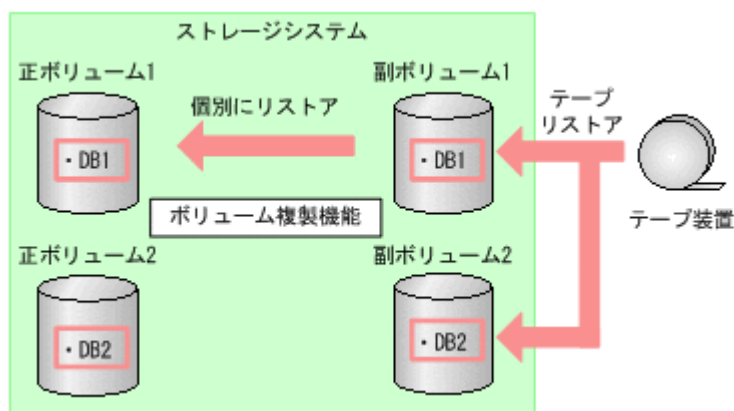 ストレージシステム
正ボリューム1
副ボリューム1
個別にリストア
テープ
リストア
・DB1
・DB1
ボリューム複製機能
テープ装置
正ボリューム2
副ボリューム2
・DB2
・DB2